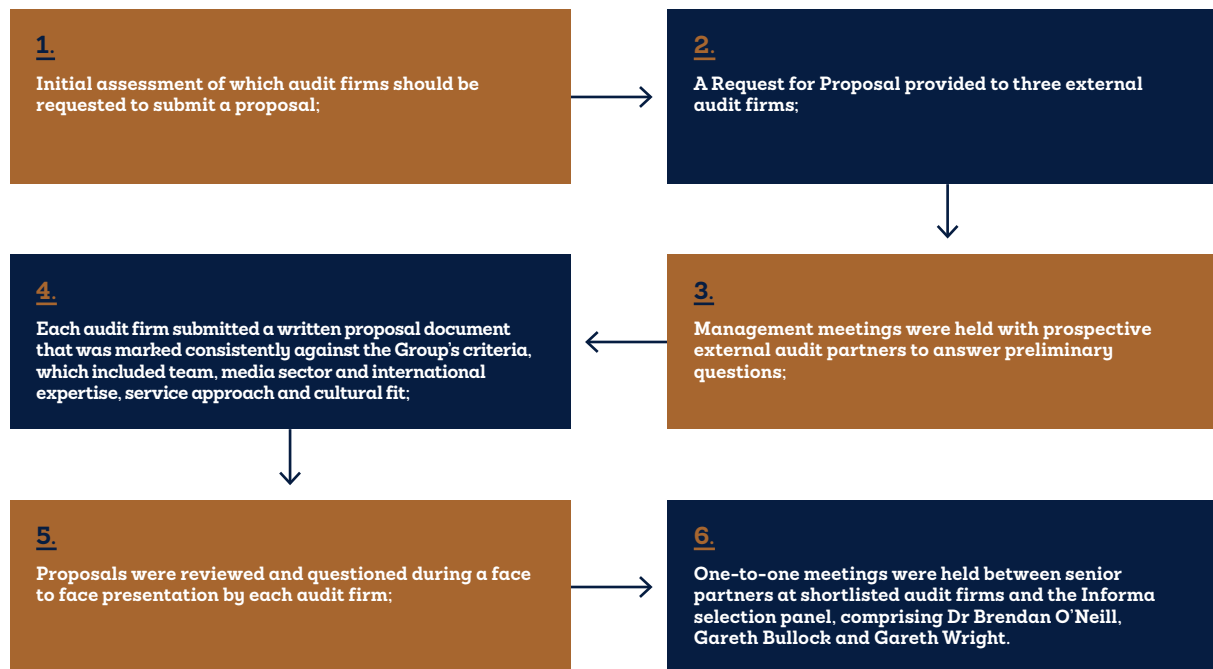 1.
Initial assessment of which audit firms should be
requested to submit a proposal;
2.
A Request for Proposal provided to three external
audit firms;
3.
Management meetings were held with prospective
external audit partners to answer preliminary
questions;
4.
Each audit firm submitted a written proposal document
that was marked consistently against the Group’s criteria,
which included team, media sector and international
expertise, service approach and cultural fit;
5.
Proposals were reviewed and questioned during a face
to face presentation by each audit firm;
6.
One-to-one meetings were held between senior
partners at shortlisted audit firms and the Informa
selection panel, comprising Dr Brendan O’Neill,
Gareth Bullock and Gareth Wright.